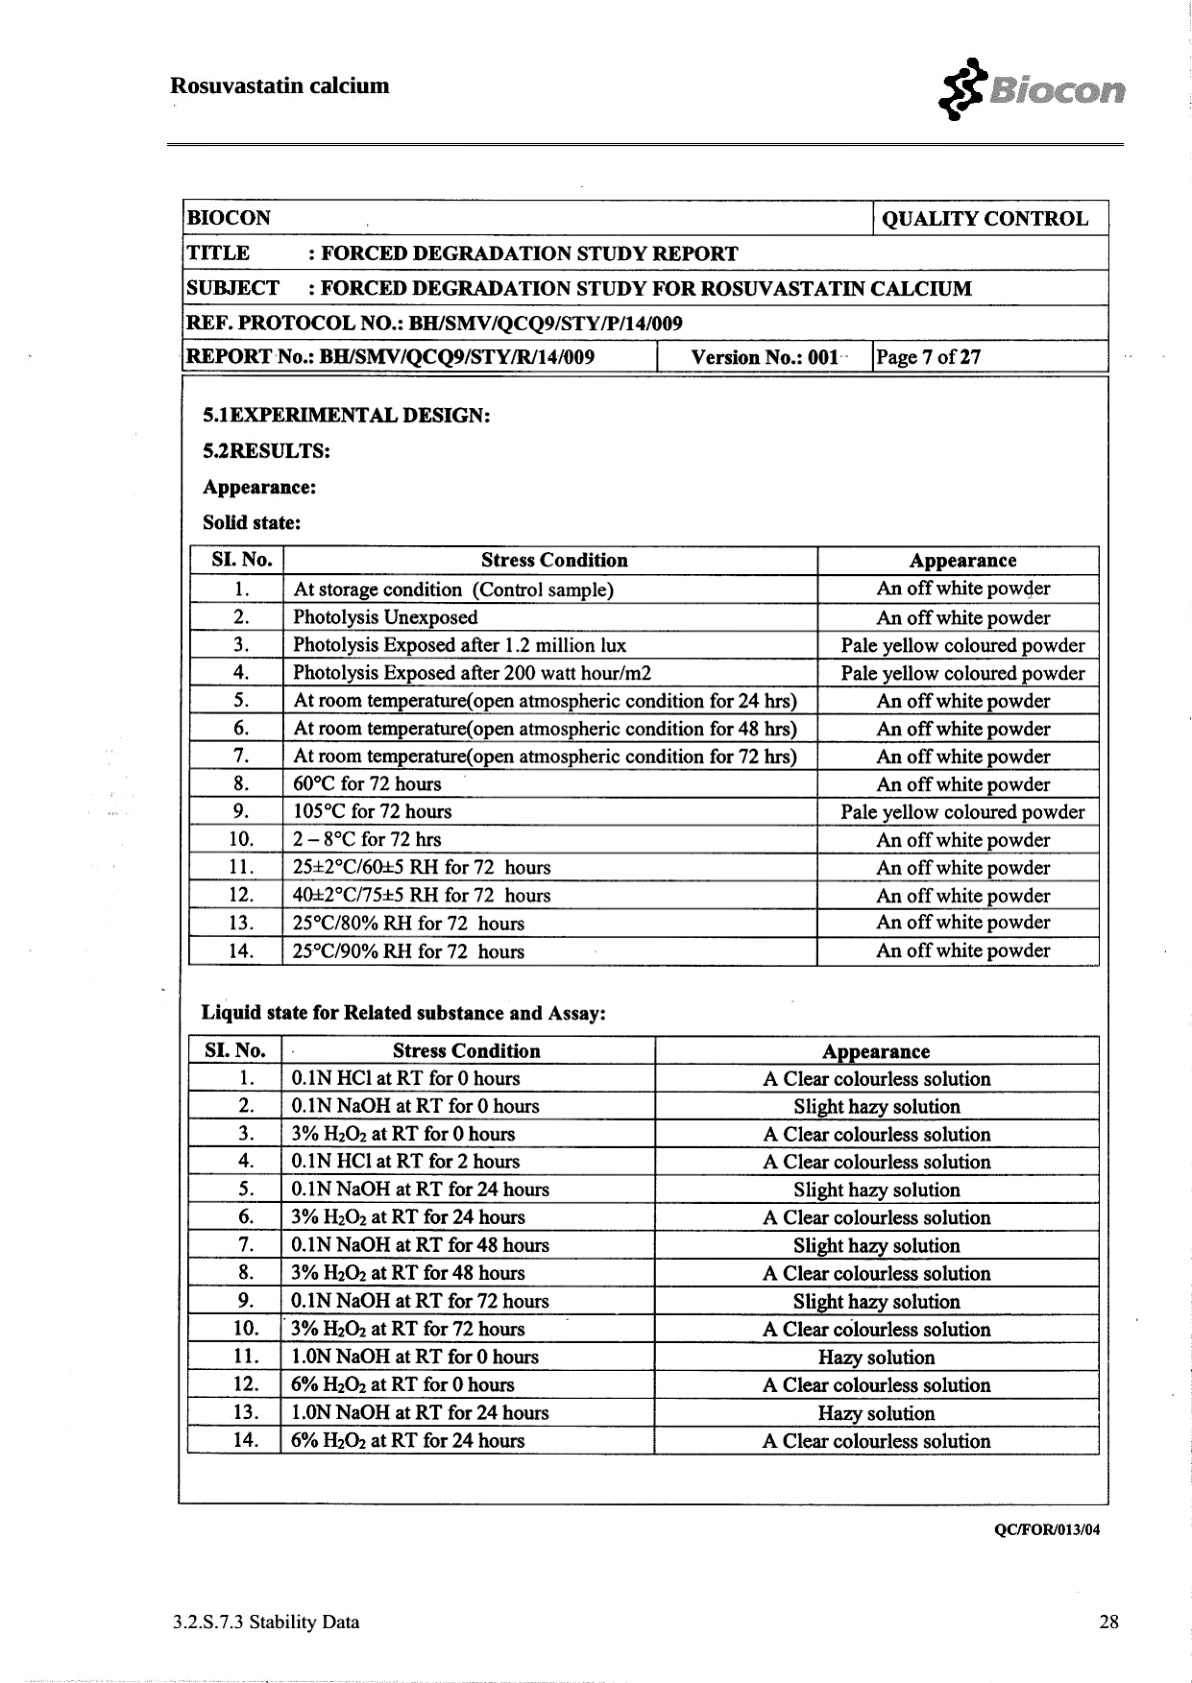 Rosuvastatin calcium
Biocon
BIOCON QUALITY CONTROL
TITLE : FORCED DEGRADATION STUDY REPORT
SUBJECT : FORCED DEGRADATION STUDY FOR ROSUVASTATIN CALCIUM
REF. PROTOCOL NO.: BH/SMV/QCQ9/STY/P/14/009
REPORT No.: BH/SMV/QCQ9/STY/R/14/009 Version No.: 001 Page 7 of 27
5.1EXPERIMENTAL DESIGN:
5.2RESULTS:
Appearance:
Solid state:
SI. No. Stress Condition Appearance
1. At storage condition (Control sample) An off white powder
2. Photolysis Unexposed An off white powder
3. Photolysis Exposed after 1.2 million lux Pale yellow coloured powder
4. Photolysis Exposed after 200 watt hour/m2 Pale yellow coloured powder
5. At room temperature(open atmospheric condition for 24 hrs) An off white powder
6. At room temperature(open atmospheric condition for 48 hrs) An off white powder
7. At room temperature(open atmospheric condition for 72 hrs) An off white powder
8. 60°C for 72 hours An off white powder
9. 105°C for 72 hours Pale yellow coloured powder
10. 2 – 8°C for 72 hrs An off white powder
11. 25±2°C/60±5 RH for 72 hours An off white powder
12. 40±2°C/75±5 RH for 72 hours An off white powder
13. 25°C/80% RH for 72 hours An off white powder
14. 25°C/90% RH for 72 hours An off white powder
Liquid state for Related substance and Assay:
SI. No. Stress Condition Appearance
1. 0.1N HCl at RT for 0 hours A Clear colourless solution
2. 0.1N NaOH at RT for 0 hours Slight hazy solution
3. 3% H₂O₂ at RT for 0 hours A Clear colourless solution
4. 0.1N HCl at RT for 2 hours A Clear colourless solution
5. 0.1N NaOH at RT for 24 hours Slight hazy solution
6. 3% H₂O₂ at RT for 24 hours A Clear colourless solution
7. 0.1N NaOH at RT for 48 hours Slight hazy solution
8. 3% H₂O₂ at RT for 48 hours A Clear colourless solution
9. 0.1N NaOH at RT for 72 hours Slight hazy solution
10. 3% H₂O₂ at RT for 72 hours A Clear colourless solution
11. 1.0N NaOH at RT for 0 hours Hazy solution
12. 6% H₂O₂ at RT for 0 hours A Clear colourless solution
13. 1.0N NaOH at RT for 24 hours Hazy solution
14. 6% H₂O₂ at RT for 24 hours A Clear colourless solution
QC/FOR/013/04
3.2.S.7.3 Stability Data 28